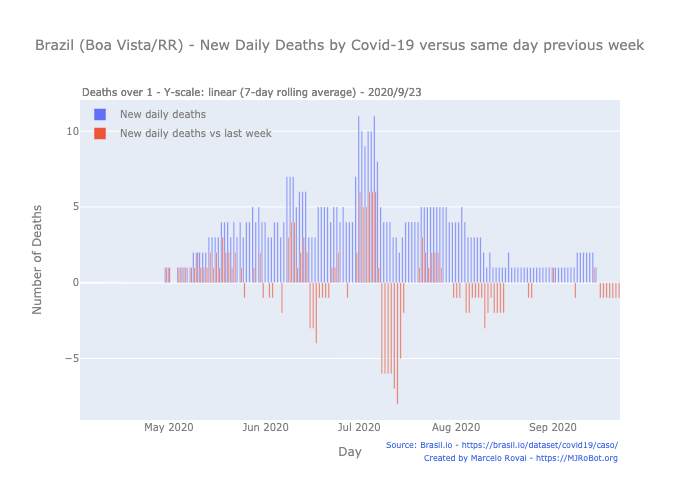 Brazil (Boa Vista/RR) - New Daily Deaths by Covid-19 versus same day previous week
Deaths over 1 - Y-scale: linear (7-day rolling average) - 2020/9/23
New daily deaths
New daily deaths vs last week
Number of Deaths
10
5
0
−5
May 2020
Jun 2020
Jul 2020
Aug 2020
Sep 2020
Day
Source: Brasil.io - https://brasil.io/dataset/covid19/caso/
Created by Marcelo Rovai - https://MJRoBot.org